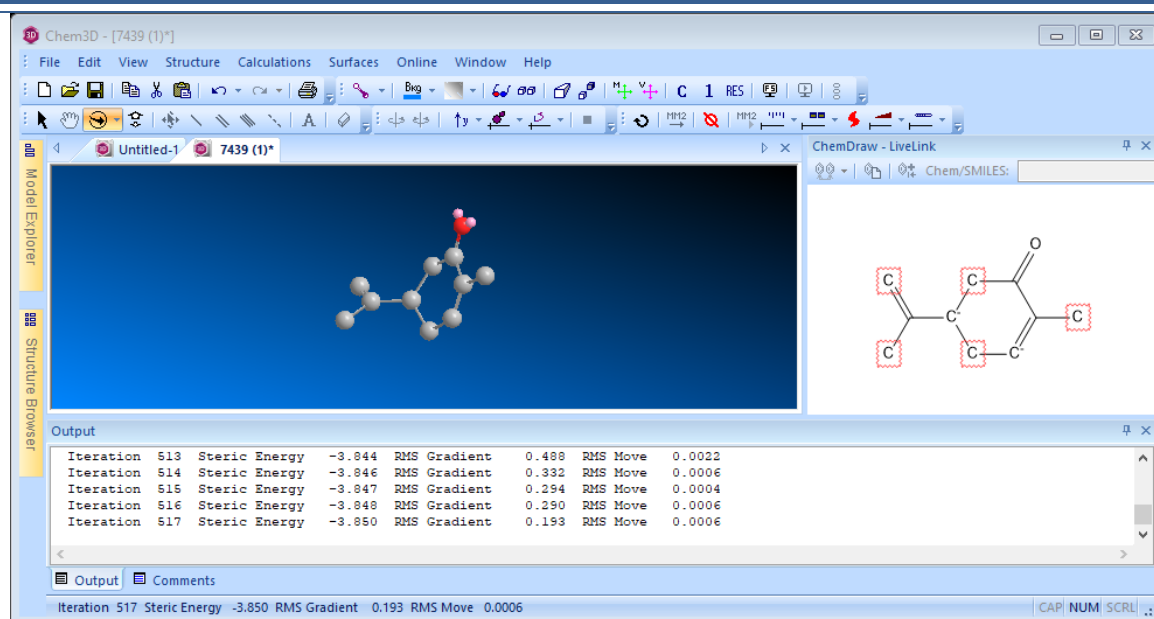 Chem3D - [7439 (1)*]
File Edit View Structure Calculations Surfaces Online Window Help
Bkg M V C 1 RES
A MM2 MM2
Untitled-1 7439 (1)*
ChemDraw - LiveLink
Chem/SMILES:
Model Explorer
Structure Browser
O
C C
C- C
C C C-
Output
Iteration 513 Steric Energy -3.844 RMS Gradient 0.488 RMS Move 0.0022
Iteration 514 Steric Energy -3.846 RMS Gradient 0.332 RMS Move 0.0006
Iteration 515 Steric Energy -3.847 RMS Gradient 0.294 RMS Move 0.0004
Iteration 516 Steric Energy -3.848 RMS Gradient 0.290 RMS Move 0.0006
Iteration 517 Steric Energy -3.850 RMS Gradient 0.193 RMS Move 0.0006
Output Comments
Iteration 517 Steric Energy -3.850 RMS Gradient 0.193 RMS Move 0.0006
CAP NUM SCRL